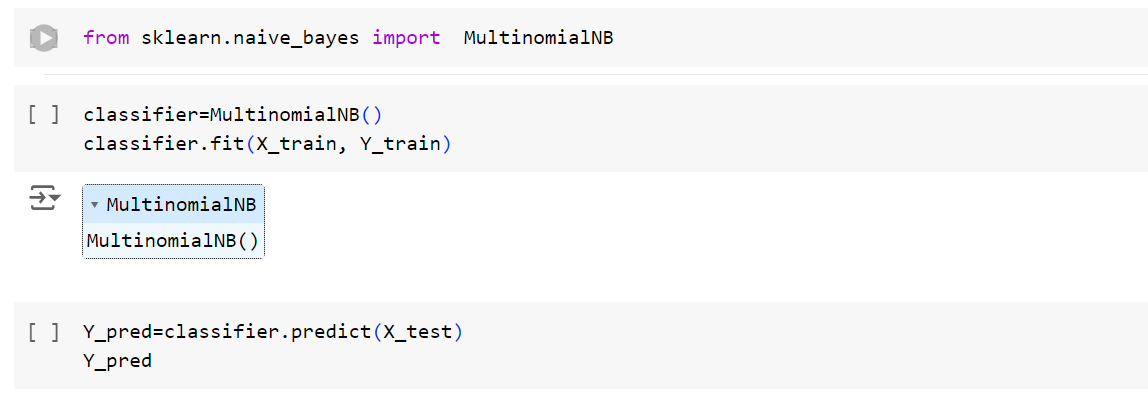 from sklearn.naive_bayes import  MultinomialNB
[ ] classifier=MultinomialNB()
classifier.fit(X_train, Y_train)
▾ MultinomialNB
MultinomialNB()
[ ] Y_pred=classifier.predict(X_test)
Y_pred